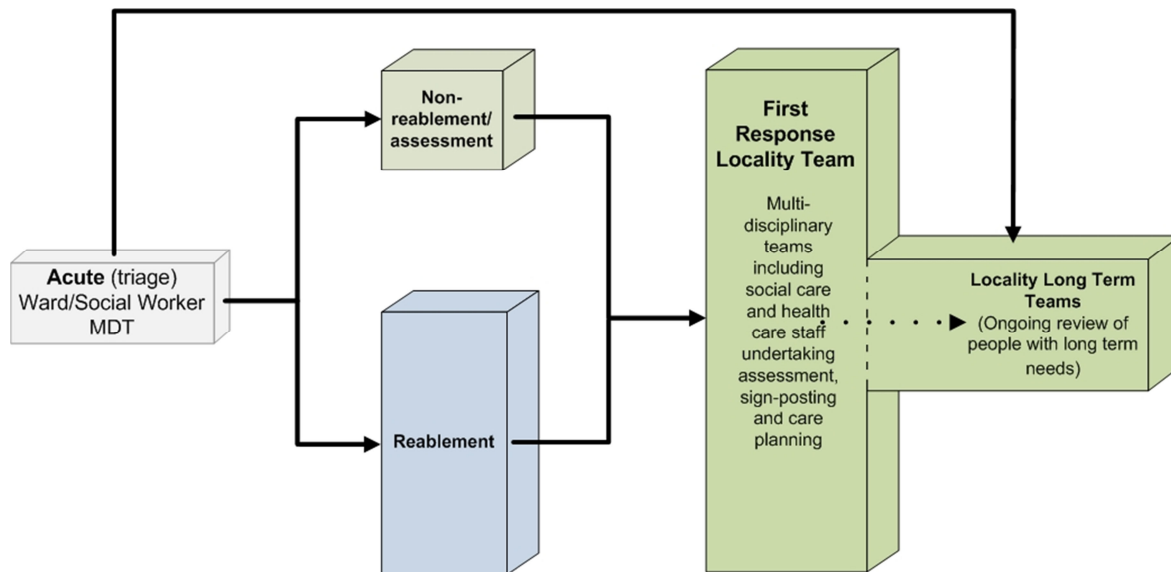 Acute (triage)
Ward/Social Worker
MDT
Non-
reablement/
assessment
Reablement
First
Response
Locality Team
Multi-
disciplinary
teams
including
social care
and health
care staff
undertaking
assessment,
sign-posting
and care
planning
Locality Long Term
Teams
(Ongoing review of
people with long term
needs)